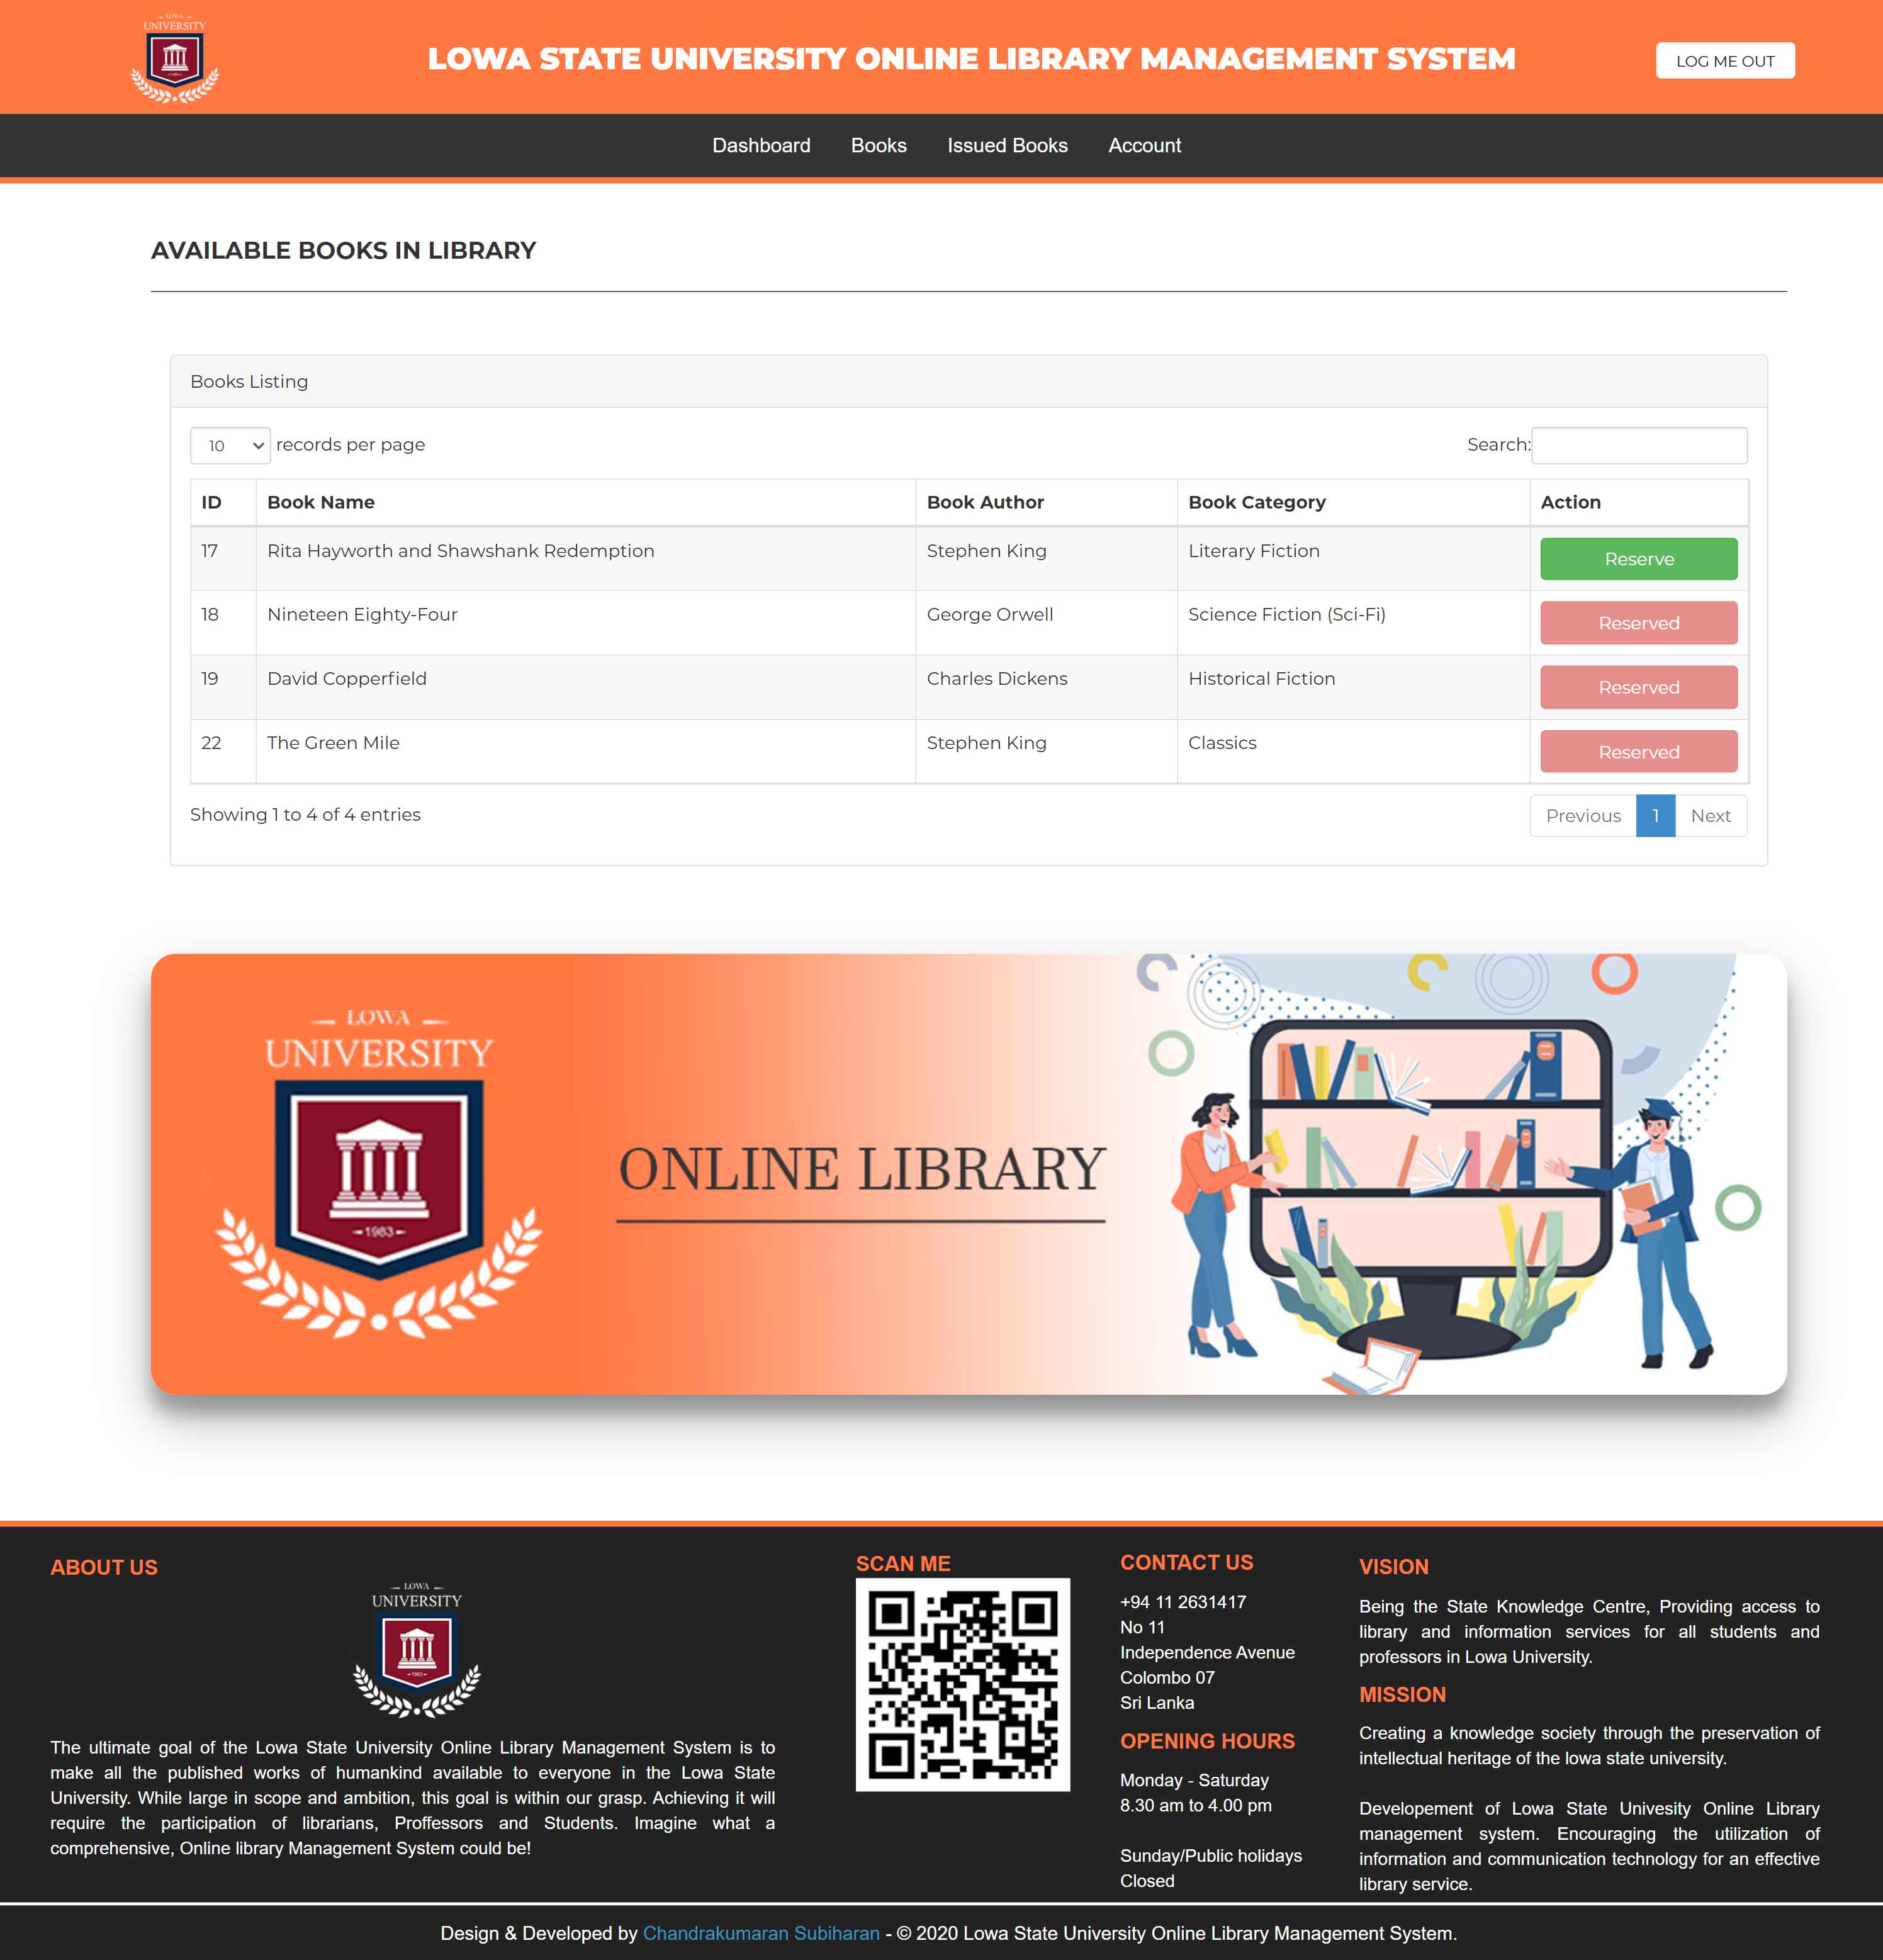 LOWA
UNIVERSITY
1983
LOWA STATE UNIVERSITY ONLINE LIBRARY MANAGEMENT SYSTEM
LOG ME OUT
Dashboard Books Issued Books Account
AVAILABLE BOOKS IN LIBRARY
Books Listing
10 records per page Search:
ID Book Name Book Author Book Category Action
17 Rita Hayworth and Shawshank Redemption Stephen King Literary Fiction Reserve
18 Nineteen Eighty-Four George Orwell Science Fiction (Sci-Fi) Reserved
19 David Copperfield Charles Dickens Historical Fiction Reserved
22 The Green Mile Stephen King Classics Reserved
Showing 1 to 4 of 4 entries Previous 1 Next
LOWA
UNIVERSITY
1983
ONLINE LIBRARY
ABOUT US
LOWA
UNIVERSITY
1983
The ultimate goal of the Lowa State University Online Library Management System is to
make all the published works of humankind available to everyone in the Lowa State
University. While large in scope and ambition, this goal is within our grasp. Achieving it will
require the participation of librarians, Proffessors and Students. Imagine what a
comprehensive, Online library Management System could be!
SCAN ME
CONTACT US
+94 11 2631417
No 11
Independence Avenue
Colombo 07
Sri Lanka
OPENING HOURS
Monday - Saturday
8.30 am to 4.00 pm
Sunday/Public holidays
Closed
VISION
Being the State Knowledge Centre, Providing access to
library and information services for all students and
professors in Lowa University.
MISSION
Creating a knowledge society through the preservation of
intellectual heritage of the lowa state university.
Developement of Lowa State Univesity Online Library
management system. Encouraging the utilization of
information and communication technology for an effective
library service.
Design & Developed by Chandrakumaran Subiharan - © 2020 Lowa State University Online Library Management System.